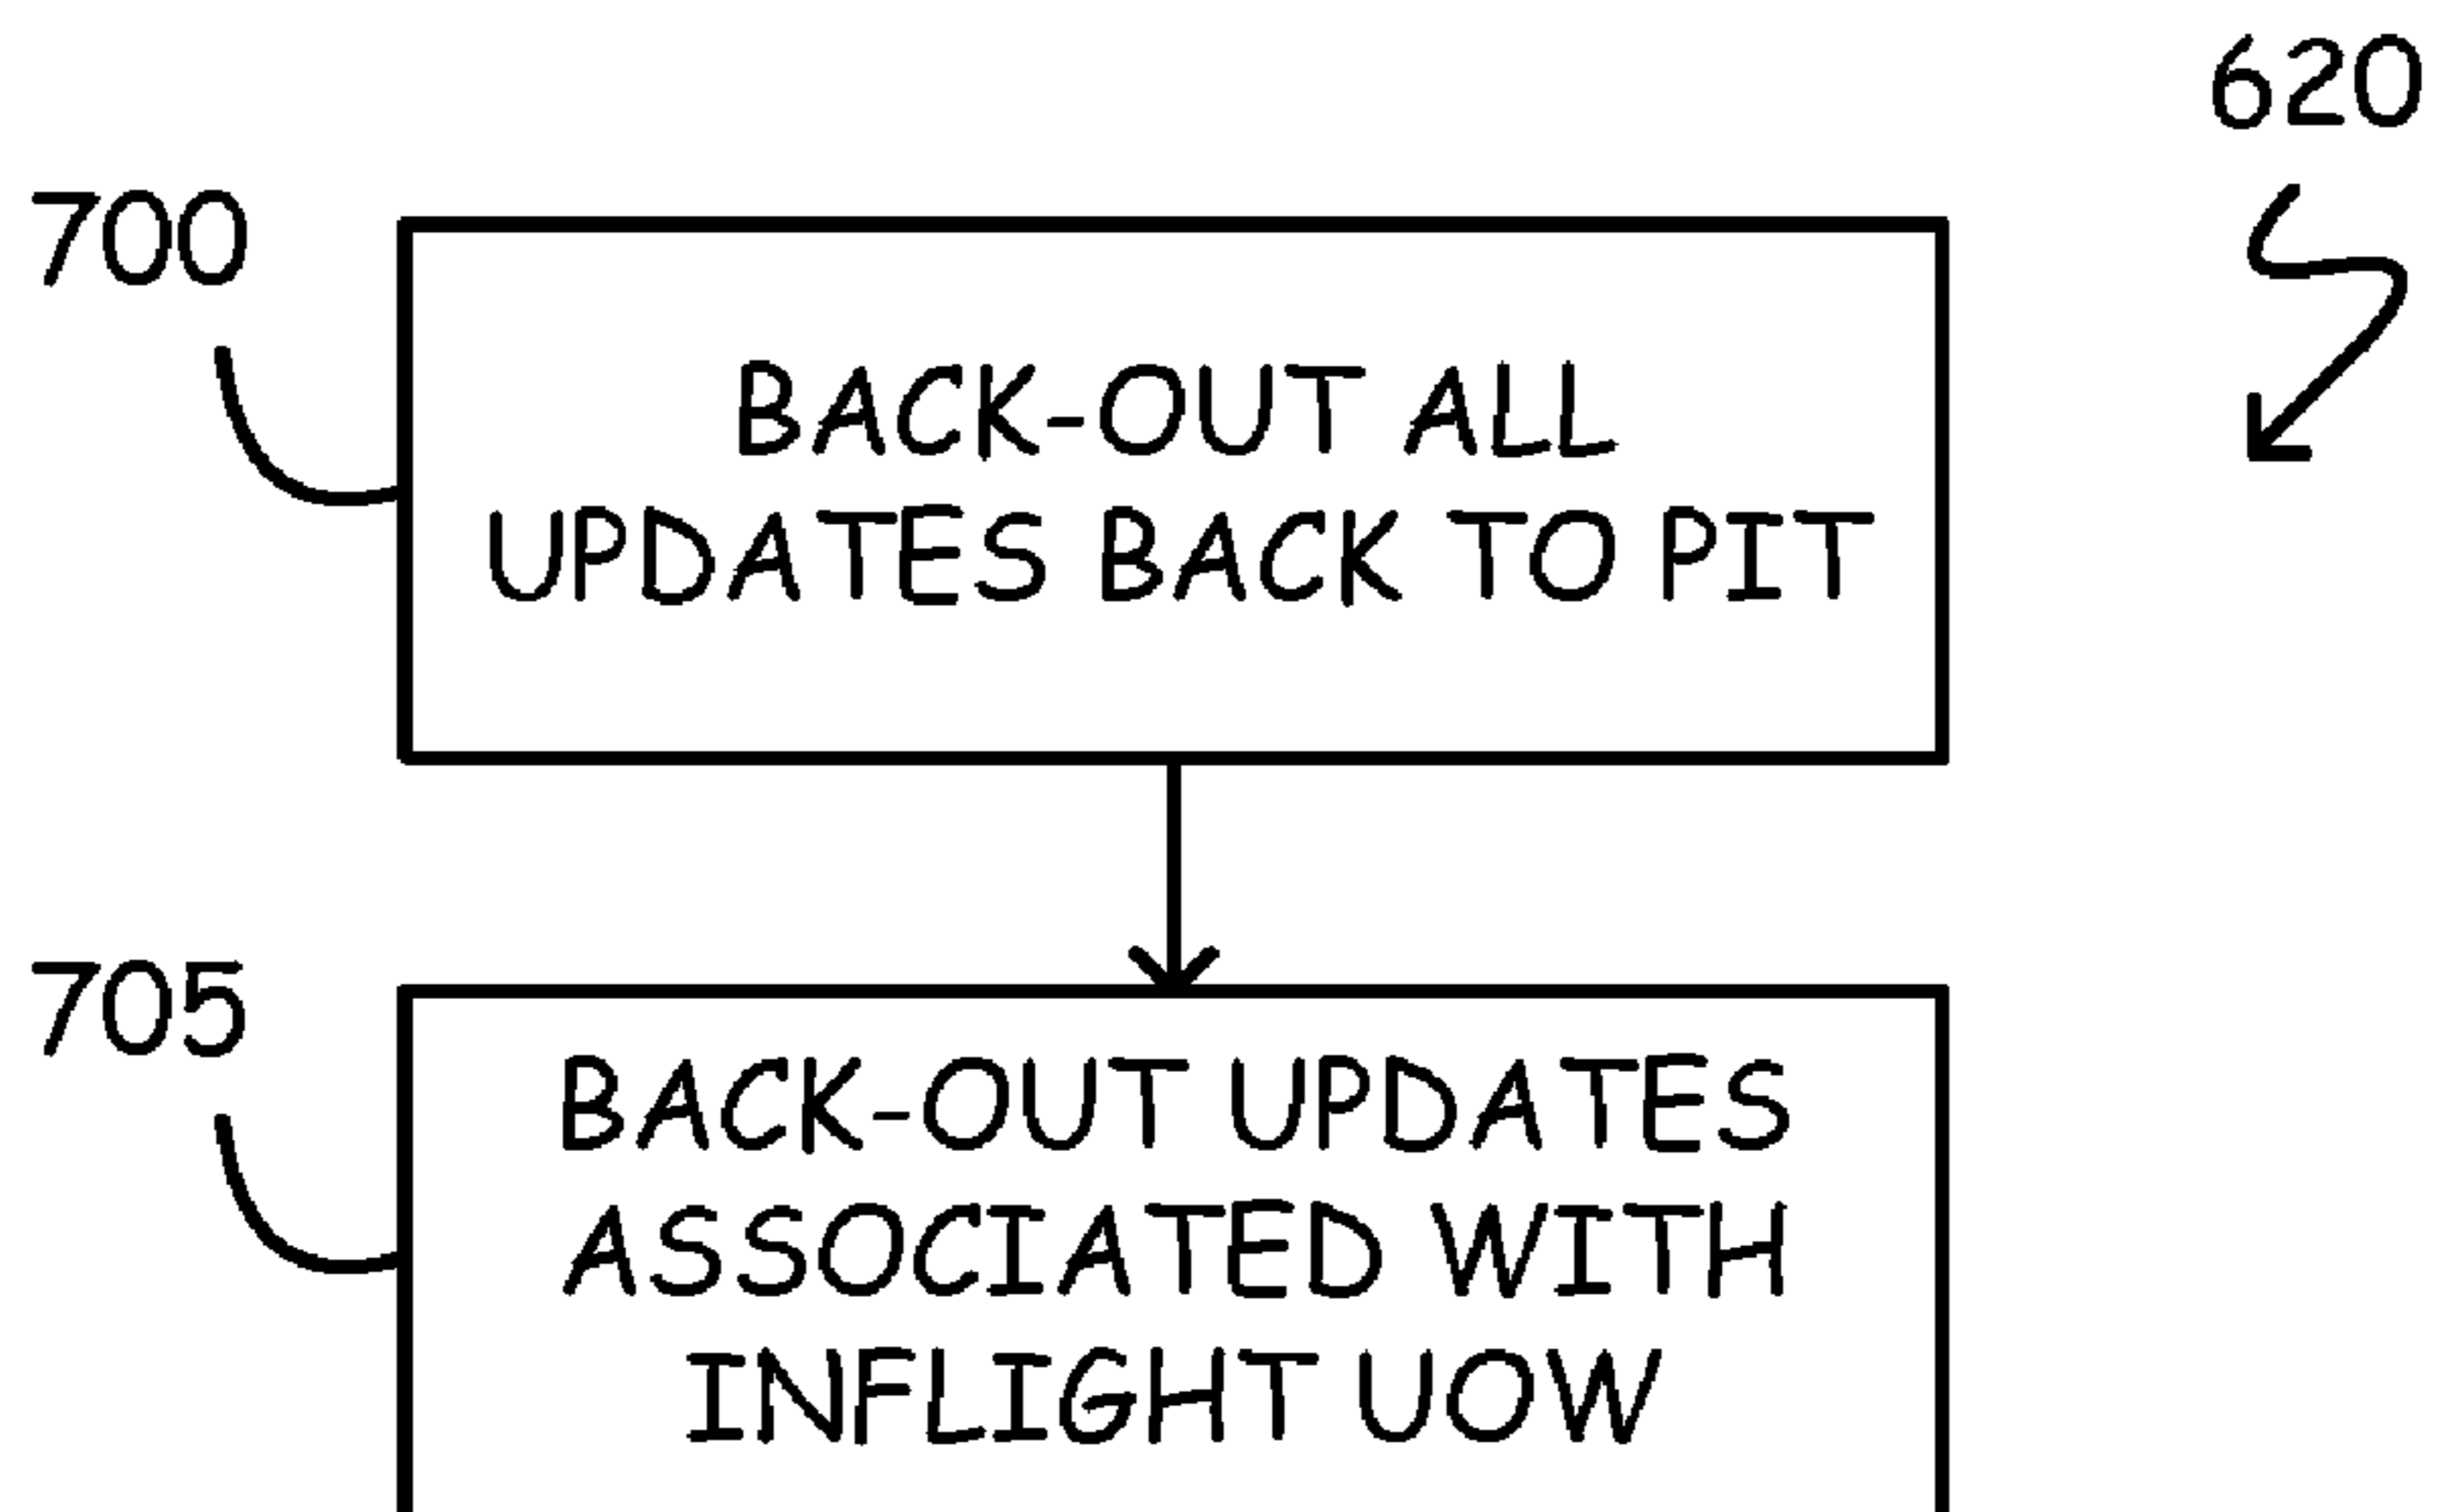 620
700
BACK-OUT ALL
UPDATES BACK TO PIT
705
BACK-OUT UPDATES
ASSOCIATED WITH
INFLIGHT UOW